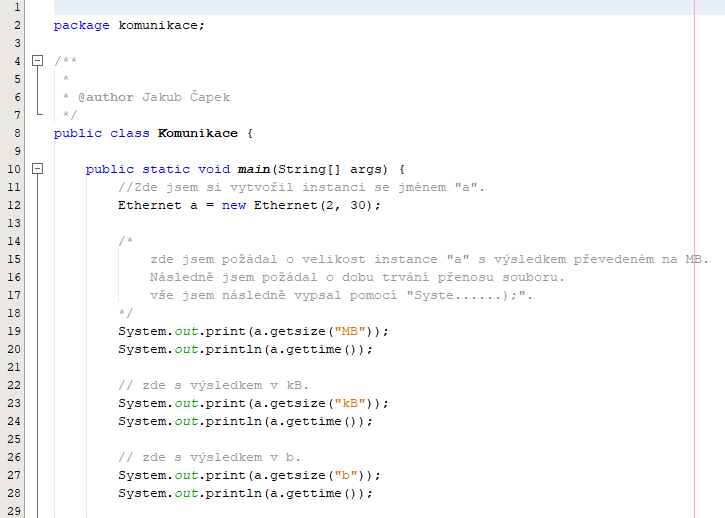 1
2 package komunikace;
3
4 /**
5  *
6  * @author Jakub Čapek
7  */
8 public class Komunikace {
9
10     public static void main(String[] args) {
11         //Zde jsem si vytvořil instanci se jménem "a".
12         Ethernet a = new Ethernet(2, 30);
13
14         /*
15             zde jsem požádal o velikost instance "a" s výsledkem převedeném na MB.
16             Následně jsem požádal o dobu trvání přenosu souboru.
17             vše jsem následně vypsal pomocí "Syste......);".
18         */
19         System.out.print(a.getsize("MB"));
20         System.out.println(a.gettime());
21
22         // zde s výsledkem v kB.
23         System.out.print(a.getsize("kB"));
24         System.out.println(a.gettime());
25
26         // zde s výsledkem v b.
27         System.out.print(a.getsize("b"));
28         System.out.println(a.gettime());
29